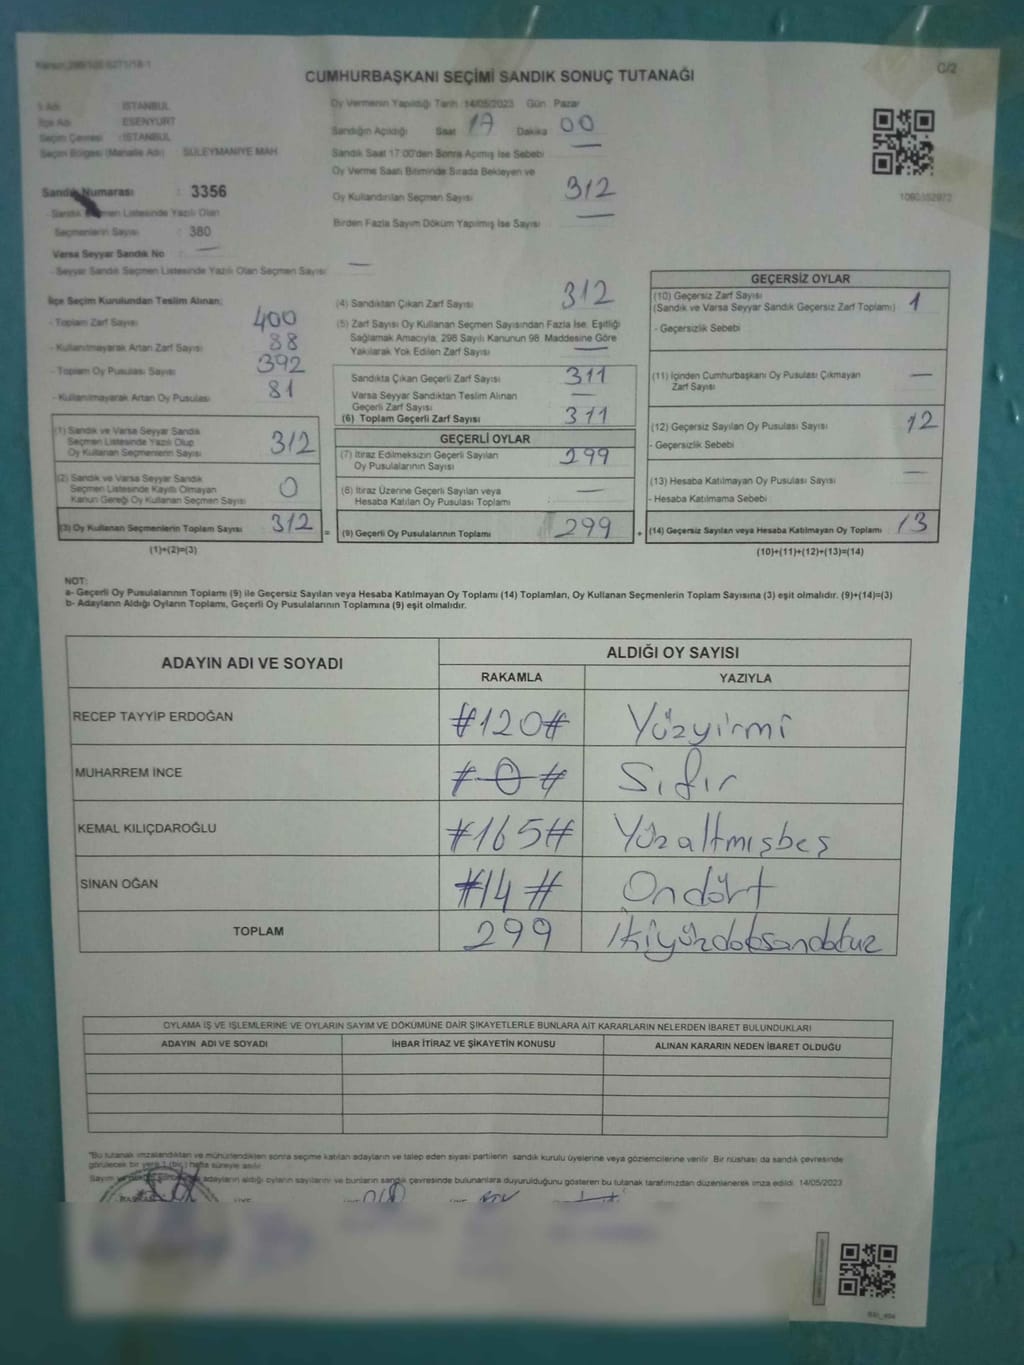 CUMHURBAŞKANI SEÇİMİ SANDIK SONUÇ TUTANAĞI
C/2
İl Adı : İSTANBUL
İlçe Adı : ESENYURT
Seçim Çevresi : İSTANBUL
Seçim Bölgesi (Mahalle Adı) SÜLEYMANİYE MAH.
Sandık Numarası : 3356
- Sandık Seçmen Listesinde Yazılı Olan
Seçmenlerin Sayısı : 380
Varsa Seyyar Sandık No : —
- Seyyar Sandık Seçmen Listesinde Yazılı Olan Seçmen Sayısı : —
Oy Vermenin Yapıldığı Tarih :14/05/2023 Gün : Pazar
Sandığın Açıldığı Saat 17 Dakika 00
Sandık Saat 17:00'den Sonra Açımış İse Sebebi : —
Oy Verme Saati Bitiminde Sırada Bekleyen ve
Oy Kullandırılan Seçmen Sayısı : 312
Birden Fazla Sayım Döküm Yapılmış İse Sayısı : —
1090352972
İlçe Seçim Kurulundan Teslim Alınan;
- Toplam Zarf Sayısı 400
- Kullanılmayarak Artan Zarf Sayısı 88
- Toplam Oy Pusulası Sayısı 392
- Kullanılmayarak Artan Oy Pusulası 81
(1) Sandık ve Varsa Seyyar Sandık
Seçmen Listesinde Yazılı Olup
Oy Kullanan Seçmenlerin Sayısı 312
(2) Sandık ve Varsa Seyyar Sandık
Seçmen Listesinde Kayıtlı Olmayan
Kanun Gereği Oy Kullanan Seçmen Sayısı 0
(3) Oy Kullanan Seçmenlerin Toplam Sayısı 312 =
(1)+(2)=(3)
(4) Sandıktan Çıkan Zarf Sayısı 312
(5) Zarf Sayısı Oy Kullanan Seçmen Sayısından Fazla İse, Eşitliği
Sağlamak Amacıyla, 298 Sayılı Kanunun 98. Maddesine Göre
Yakılarak Yok Edilen Zarf Sayısı —
Sandıkta Çıkan Geçerli Zarf Sayısı 311
Varsa Seyyar Sandıktan Teslim Alınan
Geçerli Zarf Sayısı —
(6) Toplam Geçerli Zarf Sayısı 311
GEÇERLİ OYLAR
(7) İtiraz Edilmeksizin Geçerli Sayılan
Oy Pusulalarının Sayısı 299
(8) İtiraz Üzerine Geçerli Sayılan veya
Hesaba Katılan Oy Pusulası Toplamı —
(9) Geçerli Oy Pusulalarının Toplamı 299 +
GEÇERSİZ OYLAR
(10) Geçersiz Zarf Sayısı
(Sandık ve Varsa Seyyar Sandık Geçersiz Zarf Toplamı) 1
- Geçersizlik Sebebi
(11) İçinden Cumhurbaşkanı Oy Pusulası Çıkmayan
Zarf Sayısı —
(12) Geçersiz Sayılan Oy Pusulası Sayısı 12
- Geçersizlik Sebebi
(13) Hesaba Katılmayan Oy Pusulası Sayısı —
- Hesaba Katılmama Sebebi
(14) Geçersiz Sayılan veya Hesaba Katılmayan Oy Toplamı 13
(10)+(11)+(12)+(13)=(14)
NOT:
a- Geçerli Oy Pusulalarının Toplamı (9) ile Geçersiz Sayılan veya Hesaba Katılmayan Oy Toplamı (14) Toplamları, Oy Kullanan Seçmenlerin Toplam Sayısına (3) eşit olmalıdır. (9)+(14)=(3)
b- Adayların Aldığı Oyların Toplamı, Geçerli Oy Pusulalarının Toplamına (9) eşit olmalıdır.
ADAYIN ADI VE SOYADI ALDIĞI OY SAYISI
RAKAMLA YAZIYLA
RECEP TAYYİP ERDOĞAN #120# Yüzyirmi
MUHARREM İNCE #-0-# Sıfır
KEMAL KILIÇDAROĞLU #165# Yüzaltmışbeş
SİNAN OĞAN #14# Ondört
TOPLAM 299 İkiyüzdoksandokuz
OYLAMA İŞ VE İŞLEMLERİNE VE OYLARIN SAYIM VE DÖKÜMÜNE DAİR ŞİKAYETLERLE BUNLARA AİT KARARLARIN NELERDEN İBARET BULUNDUKLARI
ADAYIN ADI VE SOYADI İHBAR İTİRAZ VE ŞİKAYETİN KONUSU ALINAN KARARIN NEDEN İBARET OLDUĞU
"Bu tutanak imzalandıktan ve mühürlendikten sonra seçime katılan adayların ve talep eden siyasi partilerin sandık kurulu üyelerine veya gözlemcilerine verilir. Bir nüshası da sandık çevresinde
görülecek bir yere 1 (bir) hafta süreyle asılır.
Sayım ve adayların aldığı oyların sayılarını ve bunların sandık çevresinde bulunanlara duyurulduğunu gösteren bu tutanak tarafımızdan düzenlenerek imza edildi. 14/05/2023